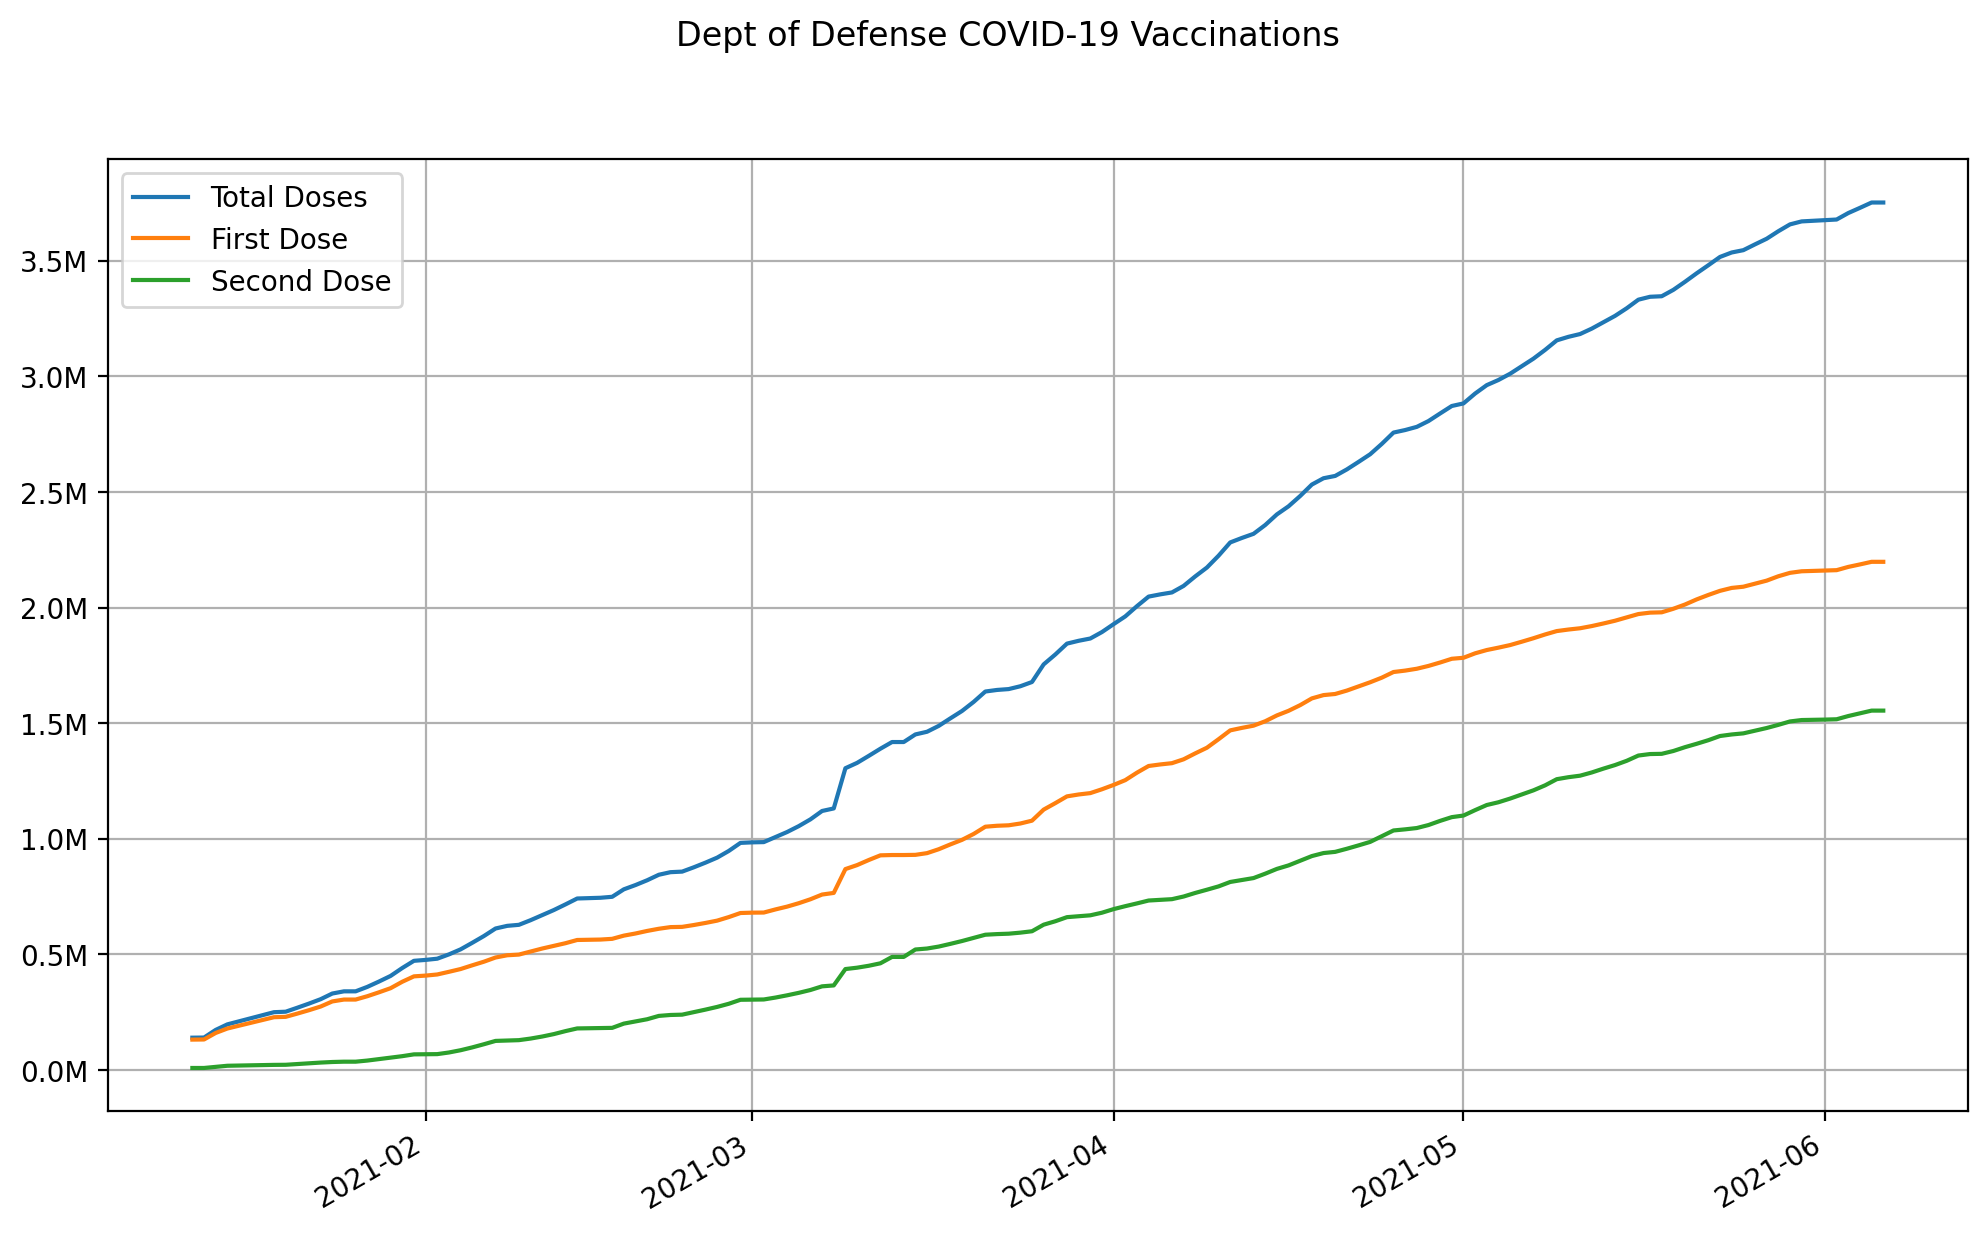 Dept of Defense COVID-19 Vaccinations
Total Doses
First Dose
Second Dose
3.5M
3.0M
2.5M
2.0M
1.5M
1.0M
0.5M
0.0M
2021-02
2021-03
2021-04
2021-05
2021-06